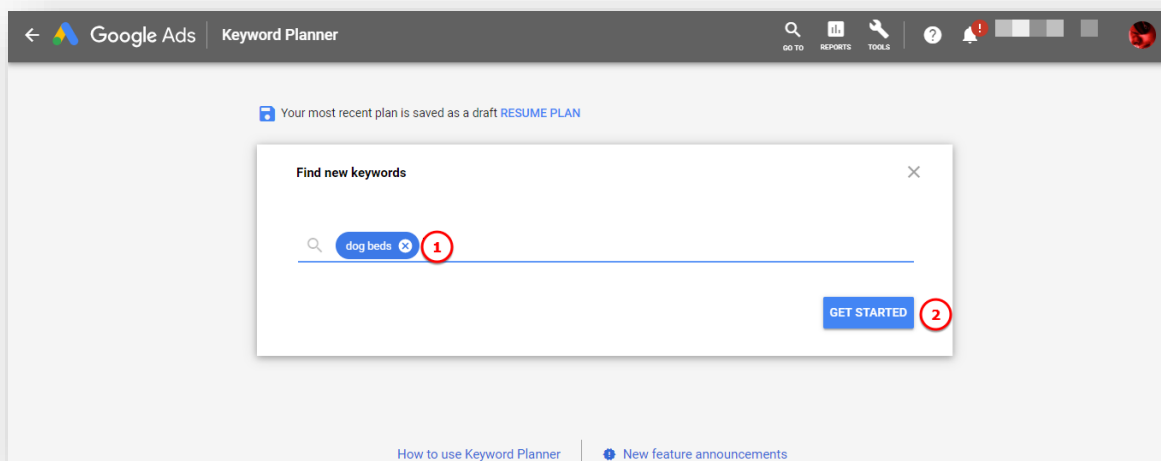 Google Ads Keyword Planner
GO TO REPORTS TOOLS
Your most recent plan is saved as a draft RESUME PLAN
Find new keywords
dog beds 1
GET STARTED 2
How to use Keyword Planner
New feature announcements